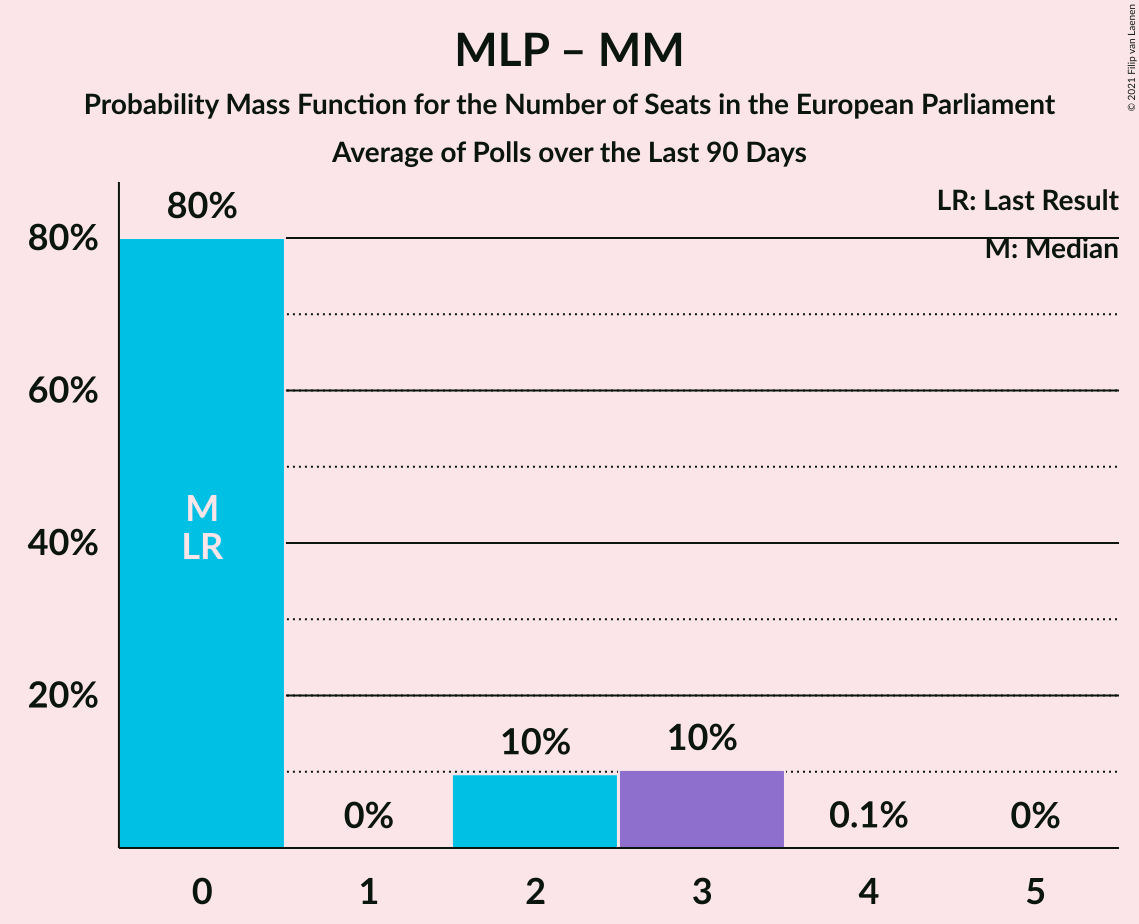 MLP – MM
Probability Mass Function for the Number of Seats in the European Parliament
Average of Polls over the Last 90 Days
© 2021 Filip van Laenen
LR: Last Result
M: Median
80%
60%
40%
20%
80%
M
LR
0%
10%
10%
0.1%
0%
0 1 2 3 4 5